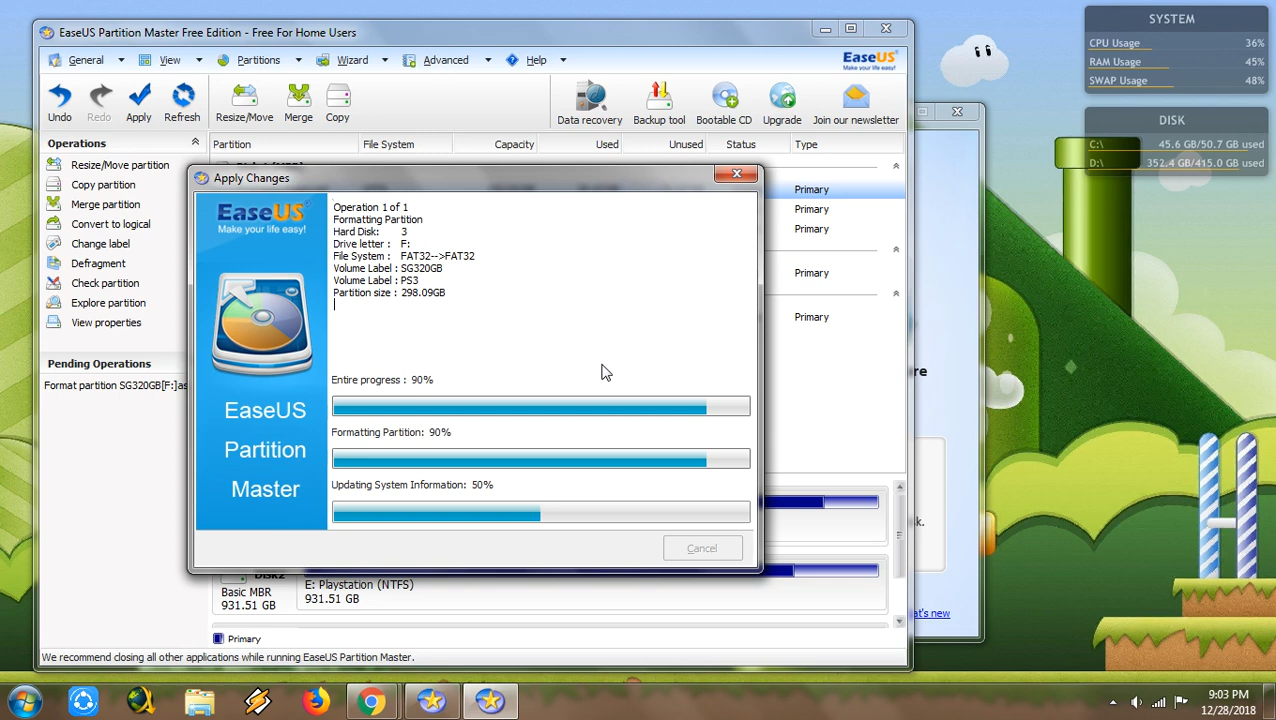 EaseUS Partition Master Free Edition - Free For Home Users
General View Partitions Wizard Advanced Help
EaseUS
Make your life easy!
Undo Redo Apply Refresh Resize/Move Merge Copy Data recovery Backup tool Bootable CD Upgrade Join our newsletter
Operations
Partition File System Capacity Used Unused Status Type
Resize/Move partition
Copy partition
Merge partition
Convert to logical
Change label
Defragment
Check partition
Explore partition
View properties
Pending Operations
Format partition SG320GB[F:]as
Apply Changes
EaseUS
Make your life easy!
EaseUS
Partition
Master
Operation 1 of 1
Formatting Partition
Hard Disk: 3
Drive letter : F:
File System : FAT32-->FAT32
Volume Label : SG320GB
Volume Label : PS3
Partition size : 298.09GB
Entire progress : 90%
Formatting Partition: 90%
Updating System Information: 50%
Cancel
Primary
Primary
Primary
Primary
Primary
Disk2
Basic MBR
931.51 GB
E: Playstation (NTFS)
931.51 GB
Primary
We recommend closing all other applications while running EaseUS Partition Master.
SYSTEM
CPU Usage 36%
RAM Usage 45%
SWAP Usage 48%
DISK
C:\ 45.6 GB/50.7 GB used
D:\ 352.4 GB/415.0 GB used
9:03 PM
12/28/2018